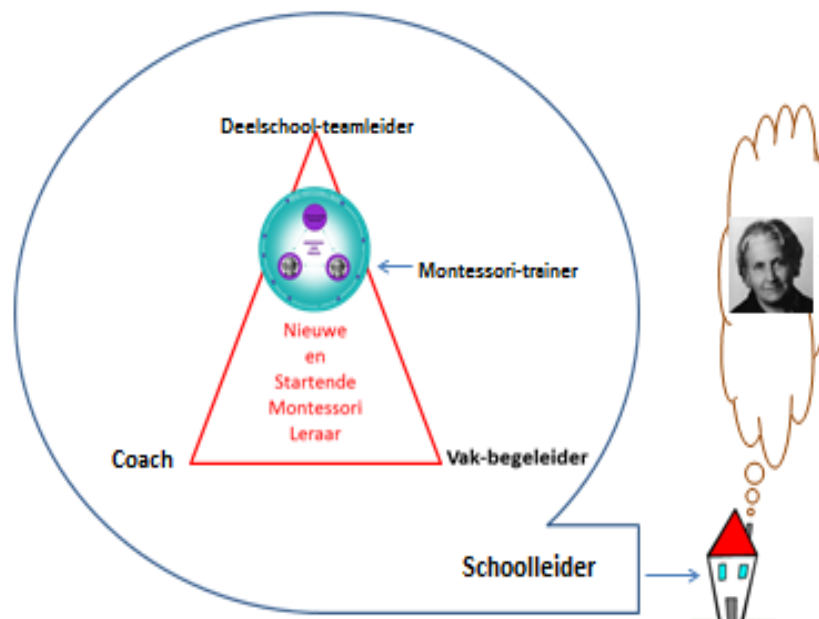 Deelschool-teamleider
Montessori-trainer
Nieuwe
en
Startende
Montessori
Leraar
Coach
Vak-begeleider
Schoolleider